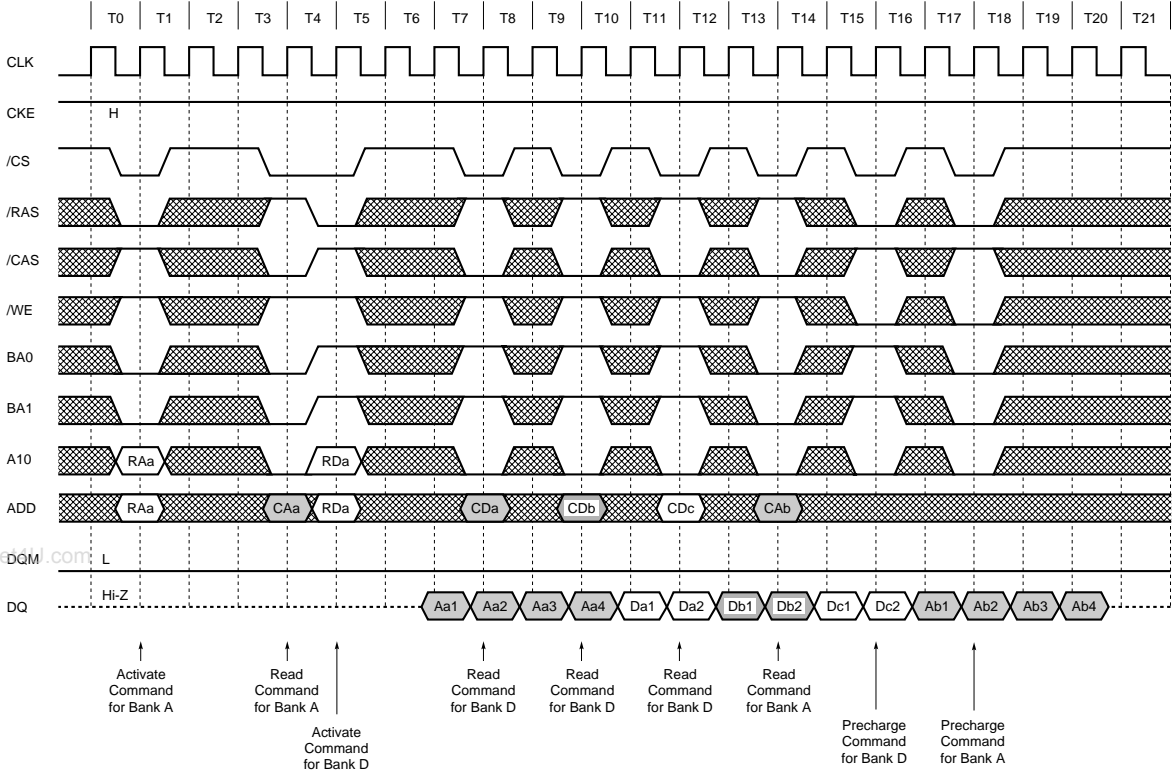 T0 T1 T2 T3 T4 T5 T6 T7 T8 T9 T10 T11 T12 T13 T14 T15 T16 T17 T18 T19 T20 T21
CLK
CKE H
/CS
/RAS
/CAS
/WE
BA0
BA1
A10 RAa RDa
ADD RAa CAa RDa CDa CDb CDc CAb
DQM L
DQ Hi-Z Aa1 Aa2 Aa3 Aa4 Da1 Da2 Db1 Db2 Dc1 Dc2 Ab1 Ab2 Ab3 Ab4
Activate
Command
for Bank A
Read
Command
for Bank A
Activate
Command
for Bank D
Read
Command
for Bank D
Read
Command
for Bank D
Read
Command
for Bank D
Read
Command
for Bank A
Precharge
Command
for Bank D
Precharge
Command
for Bank A